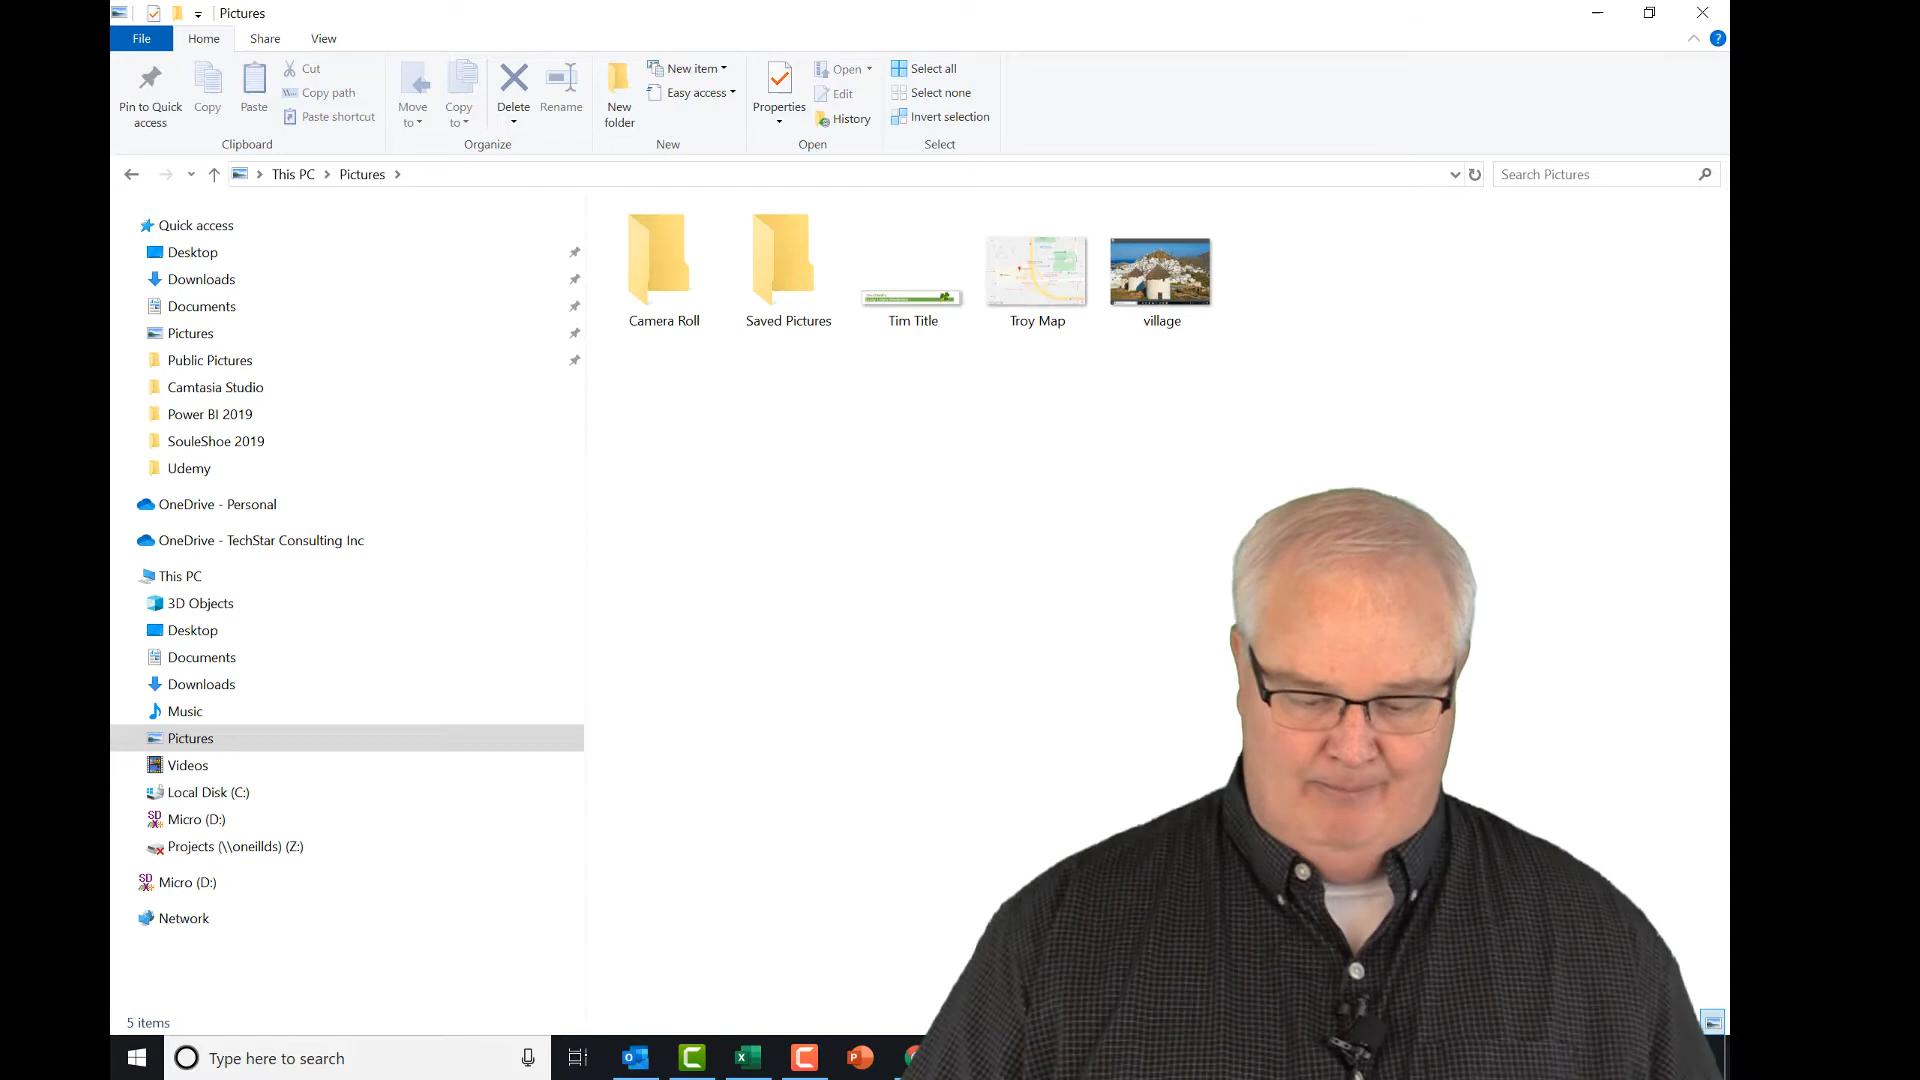 Pictures
File
Home
Share
View
Pin to Quick access
Copy
Paste
Cut
Copy path
Paste shortcut
Clipboard
Move to
Copy to
Delete
Rename
Organize
New folder
New item
Easy access
New
Properties
Open
Edit
History
Open
Select all
Select none
Invert selection
Select
This PC
Pictures
Search Pictures
Quick access
Desktop
Downloads
Documents
Pictures
Public Pictures
Camtasia Studio
Power BI 2019
SouleShoe 2019
Udemy
OneDrive - Personal
OneDrive - TechStar Consulting Inc
This PC
3D Objects
Desktop
Documents
Downloads
Music
Pictures
Videos
Local Disk (C:)
Micro (D:)
Projects (\\oneillds) (Z:)
Micro (D:)
Network
Camera Roll
Saved Pictures
Tim Title
Troy Map
village
5 items
Type here to search